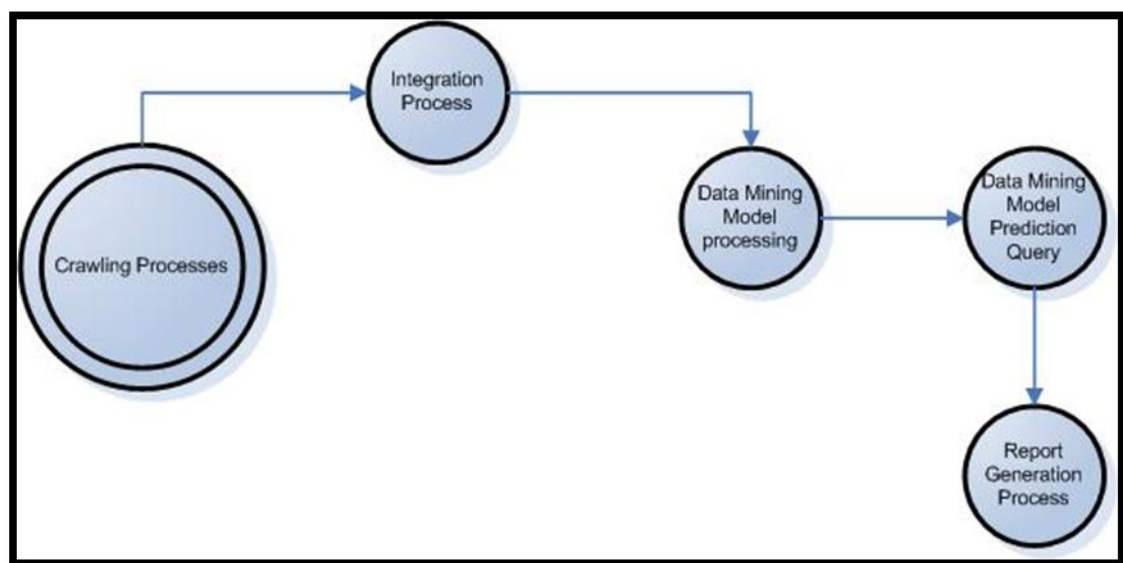 Integration
Process
Crawling Processes
Data Mining
Model
processing
Data Mining
Model
Prediction
Query
Report
Generation
Process